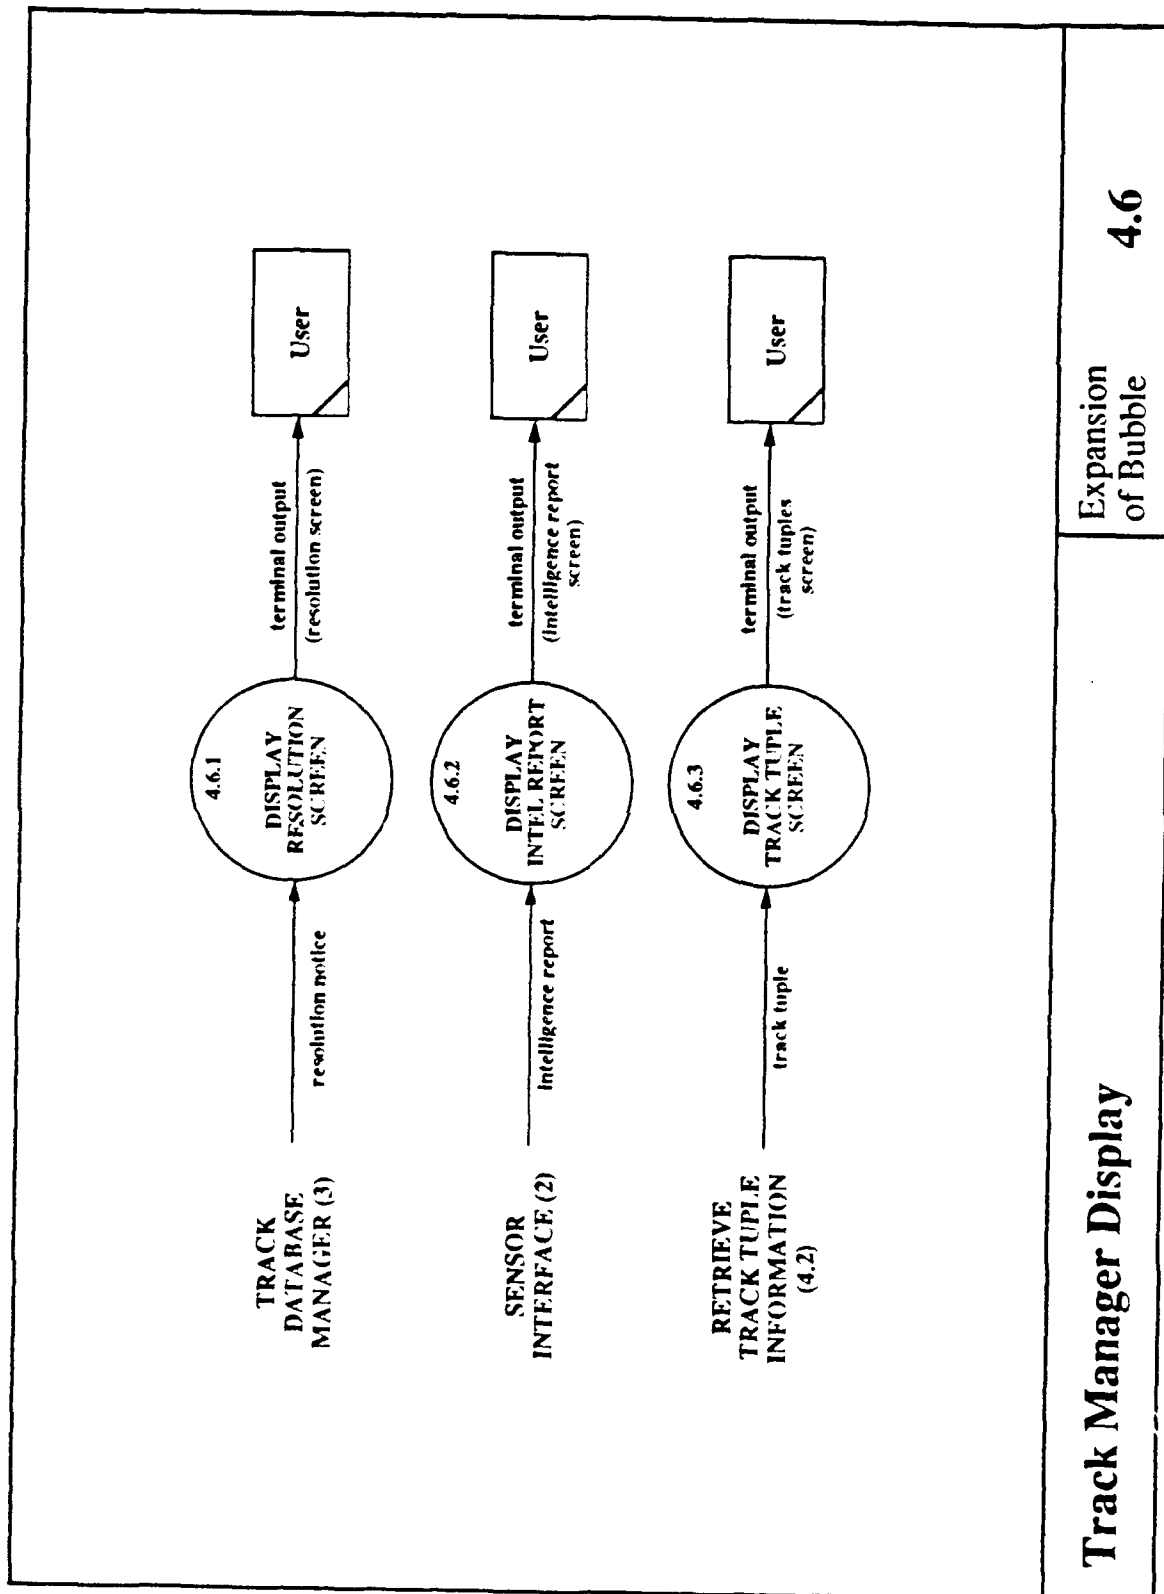 TRACK
DATABASE
MANAGER (3)
resolution notice
4.6.1
DISPLAY
RESOLUTION
SCREEN
terminal output
(resolution screen)
User
SENSOR
INTERFACE (2)
intelligence report
4.6.2
DISPLAY
INTEL REPORT
SCREEN
terminal output
(intelligence report
screen)
User
RETRIEVE
TRACK TUPLE
INFORMATION
(4.2)
track tuple
4.6.3
DISPLAY
TRACK TUPLE
SCREEN
terminal output
(track tuples
screen)
User
Track Manager Display
Expansion
of Bubble
4.6